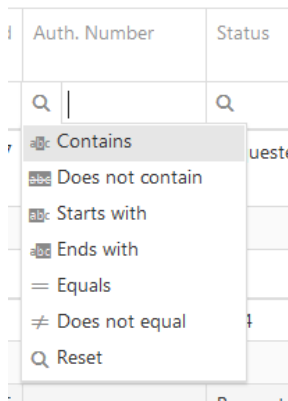 Auth. Number
Status
Contains
Does not contain
Starts with
Ends with
Equals
Does not equal
Reset